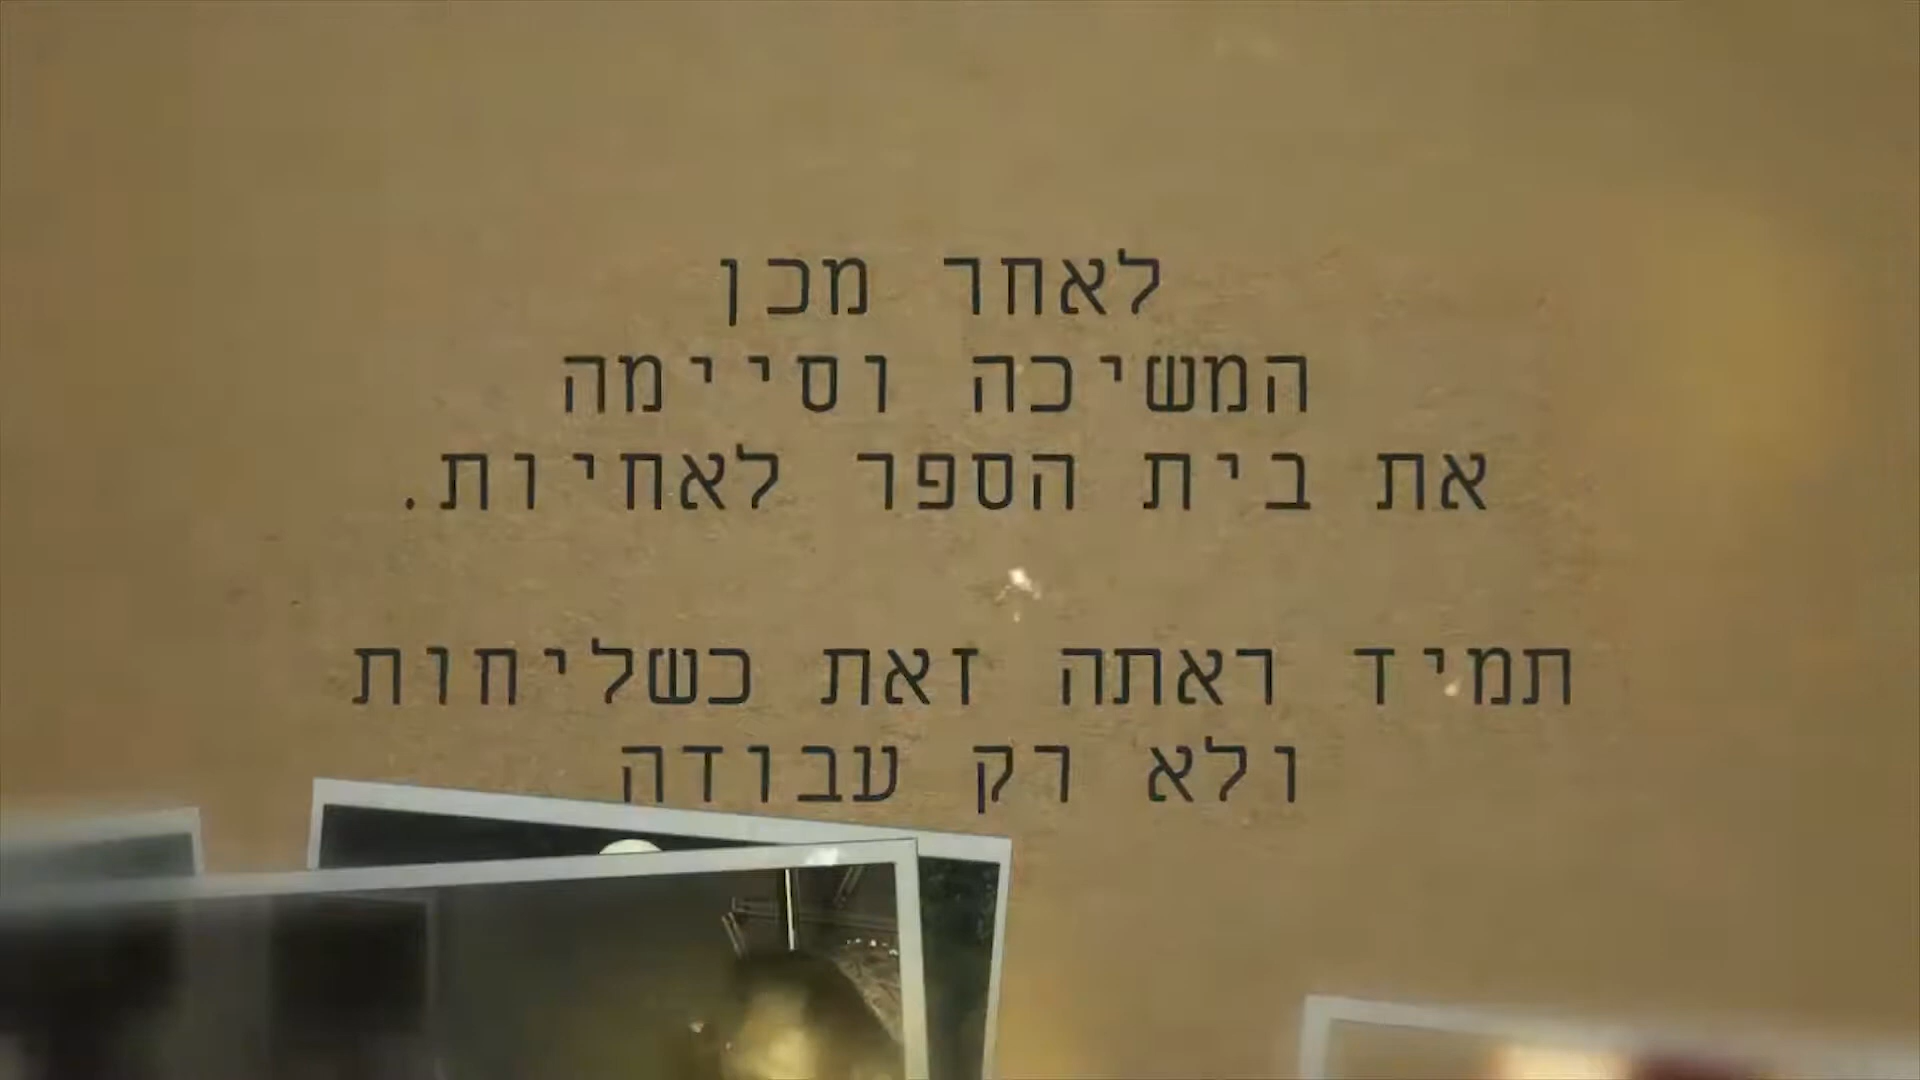 לאחר מכן
המשיכה וסיימה
את בית הספר לאחיות.
תמיד ראתה זאת כשליחות
ולא רק עבודה